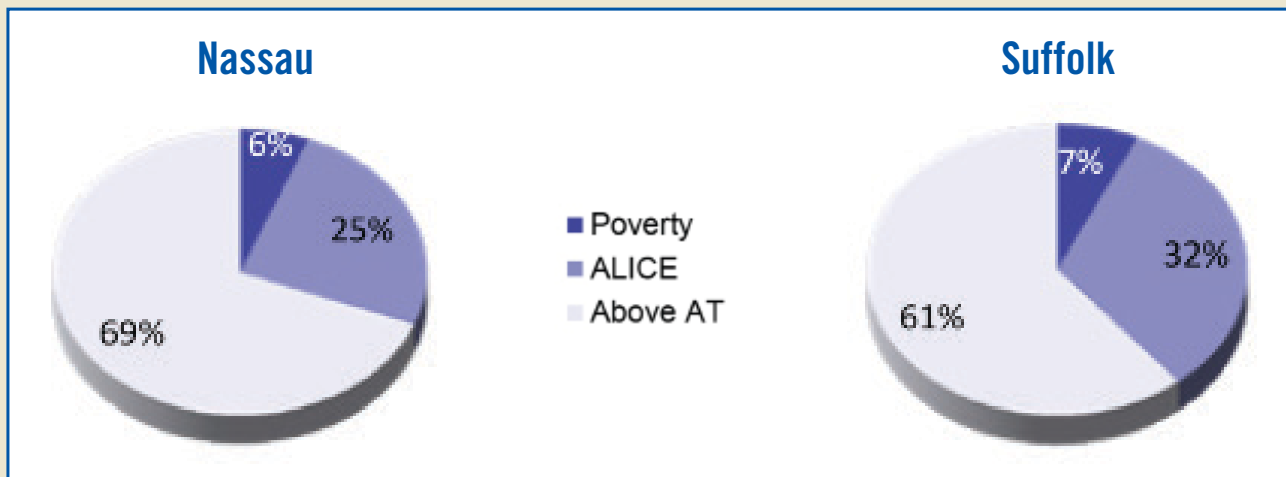 Nassau
6%
25%
69%
Poverty
ALICE
Above AT
Suffolk
7%
32%
61%